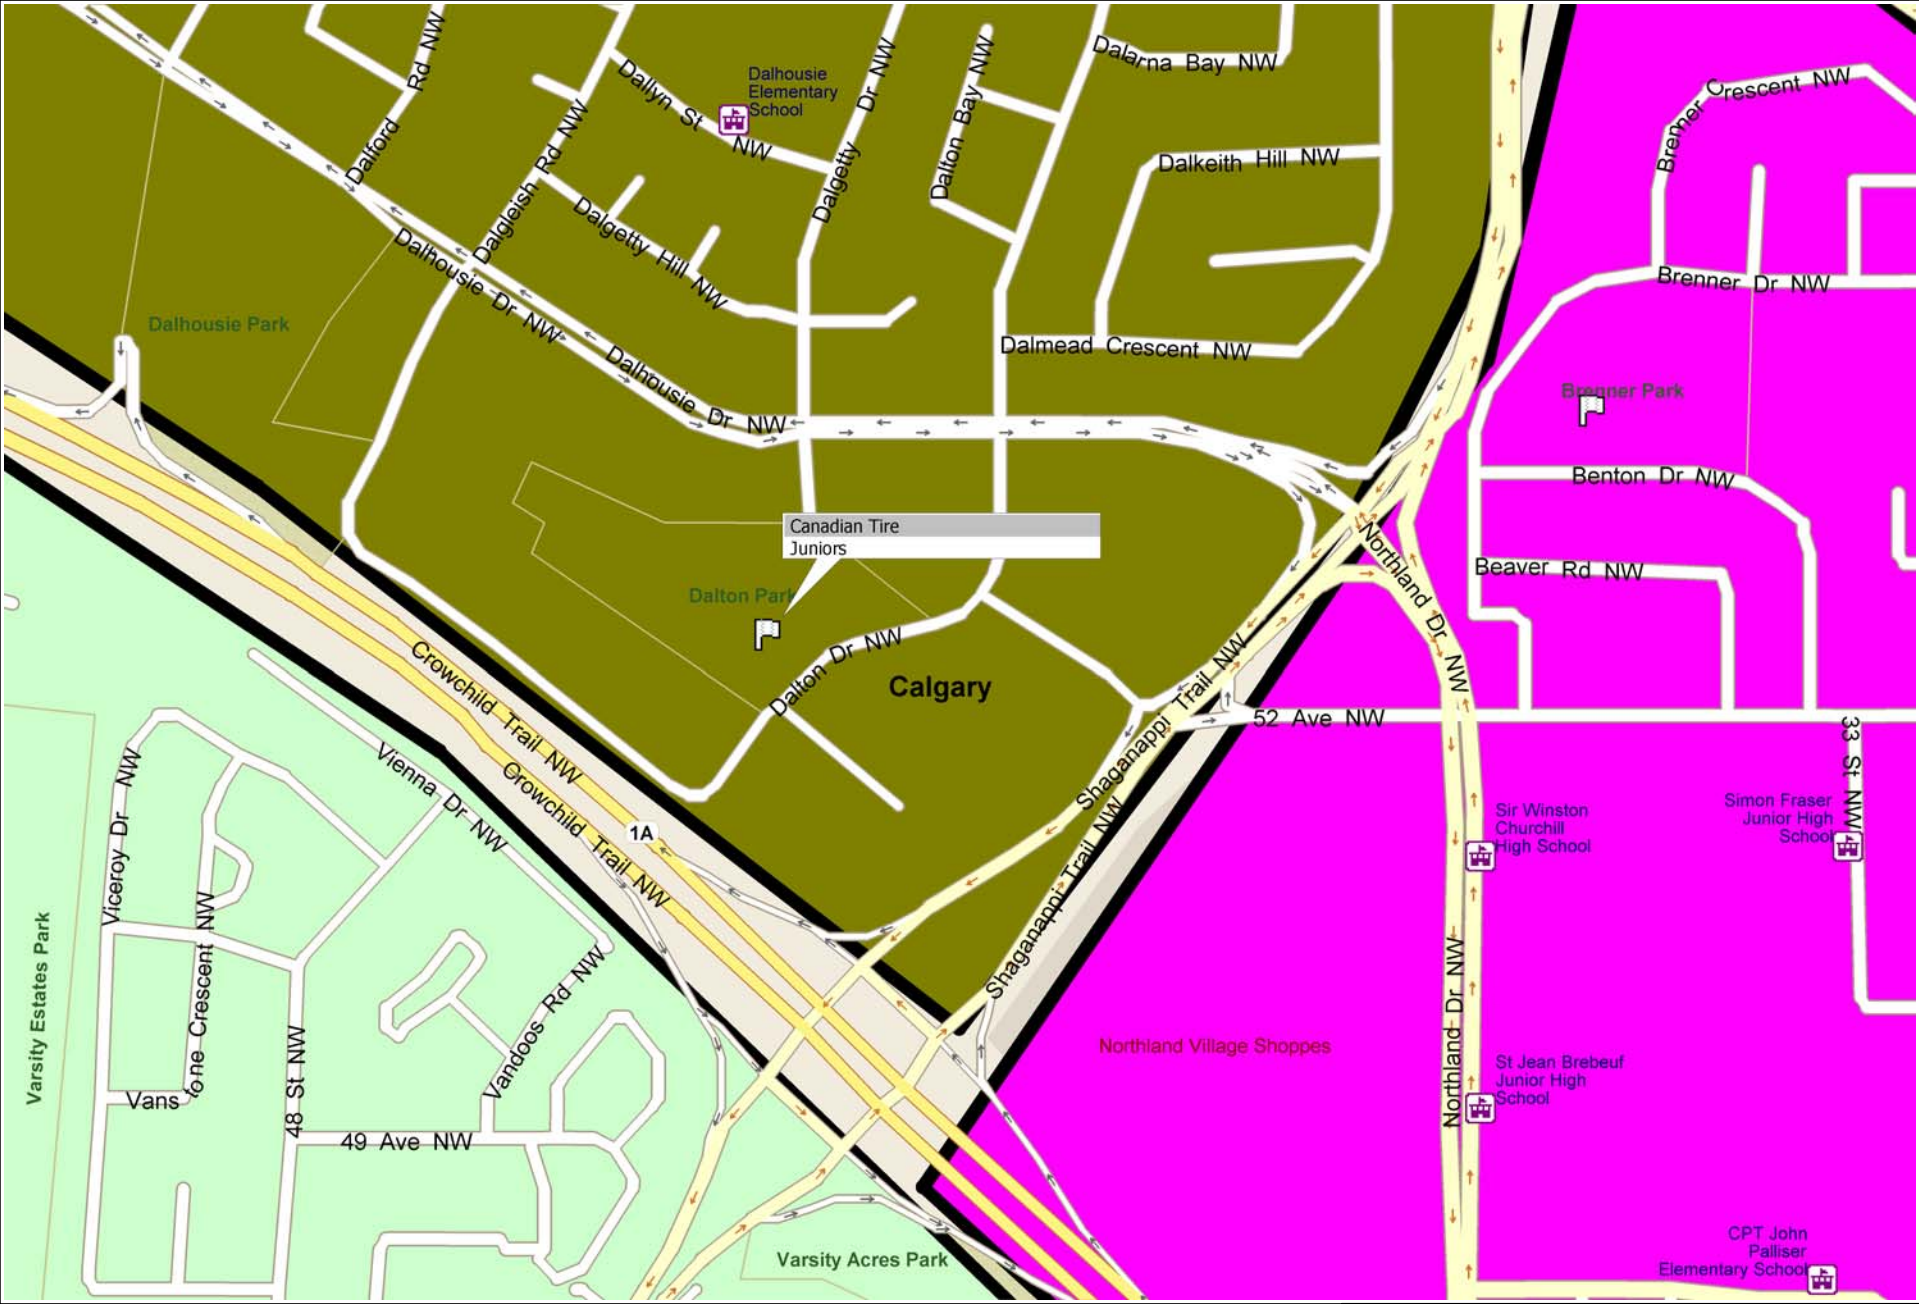 Dalford Rd NW
Dallyn St NW
Dalhousie
Elementary
School
Dalgetty Dr NW
Dalton Bay NW
Dalarna Bay NW
Brenner Crescent NW
Dalgleish Rd NW
Dalkeith Hill NW
Dalgetty Hill NW
Dalhousie Dr NW
Brenner Dr NW
Dalhousie Park
Dalmead Crescent NW
Dalhousie Dr NW
Brenner Park
Benton Dr NW
Canadian Tire
Juniors
Northland Dr NW
Beaver Rd NW
Dalton Park
Dalton Dr NW
Calgary
Crowchild Trail NW
Shaganappi Trail NW
52 Ave NW
33 St NW
Vienna Dr NW
Viceroy Dr NW
Crowchild Trail NW
1A
Shaganappi Trail NW
Sir Winston
Churchill
High School
Simon Fraser
Junior High
School
Varsity Estates Park
Vans tone Crescent NW
48 St NW
Vandoos Rd NW
Northland Dr NW
Northland Village Shoppes
St Jean Brebeuf
Junior High
School
49 Ave NW
Varsity Acres Park
CPT John
Palliser
Elementary School